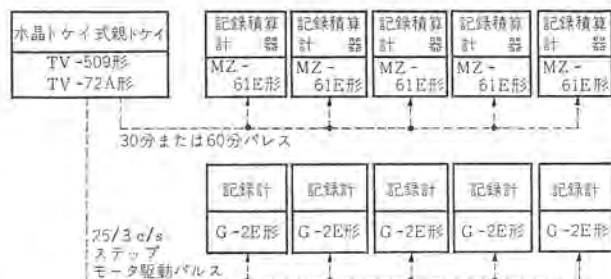 水晶トケイ式親トケイ
TV-509形
TV-72A形
記録積算
計 器
MZ-
61E形
記録積算
計 器
MZ-
61E形
記録積算
計 器
MZ-
61E形
記録積算
計 器
MZ-
61E形
記録積算
計 器
MZ-
61E形
30分または60分パルス
記録計
G-2E形
記録計
G-2E形
記録計
G-2E形
記録計
G-2E形
記録計
G-2E形
25/3 c/s
ステップ
モータ駆動パルス